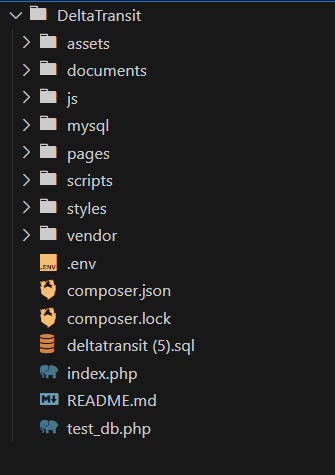 DeltaTransit
assets
documents
js
mysql
pages
scripts
styles
vendor
.ENV .env
composer.json
composer.lock
deltatransit (5).sql
index.php
M README.md
test_db.php